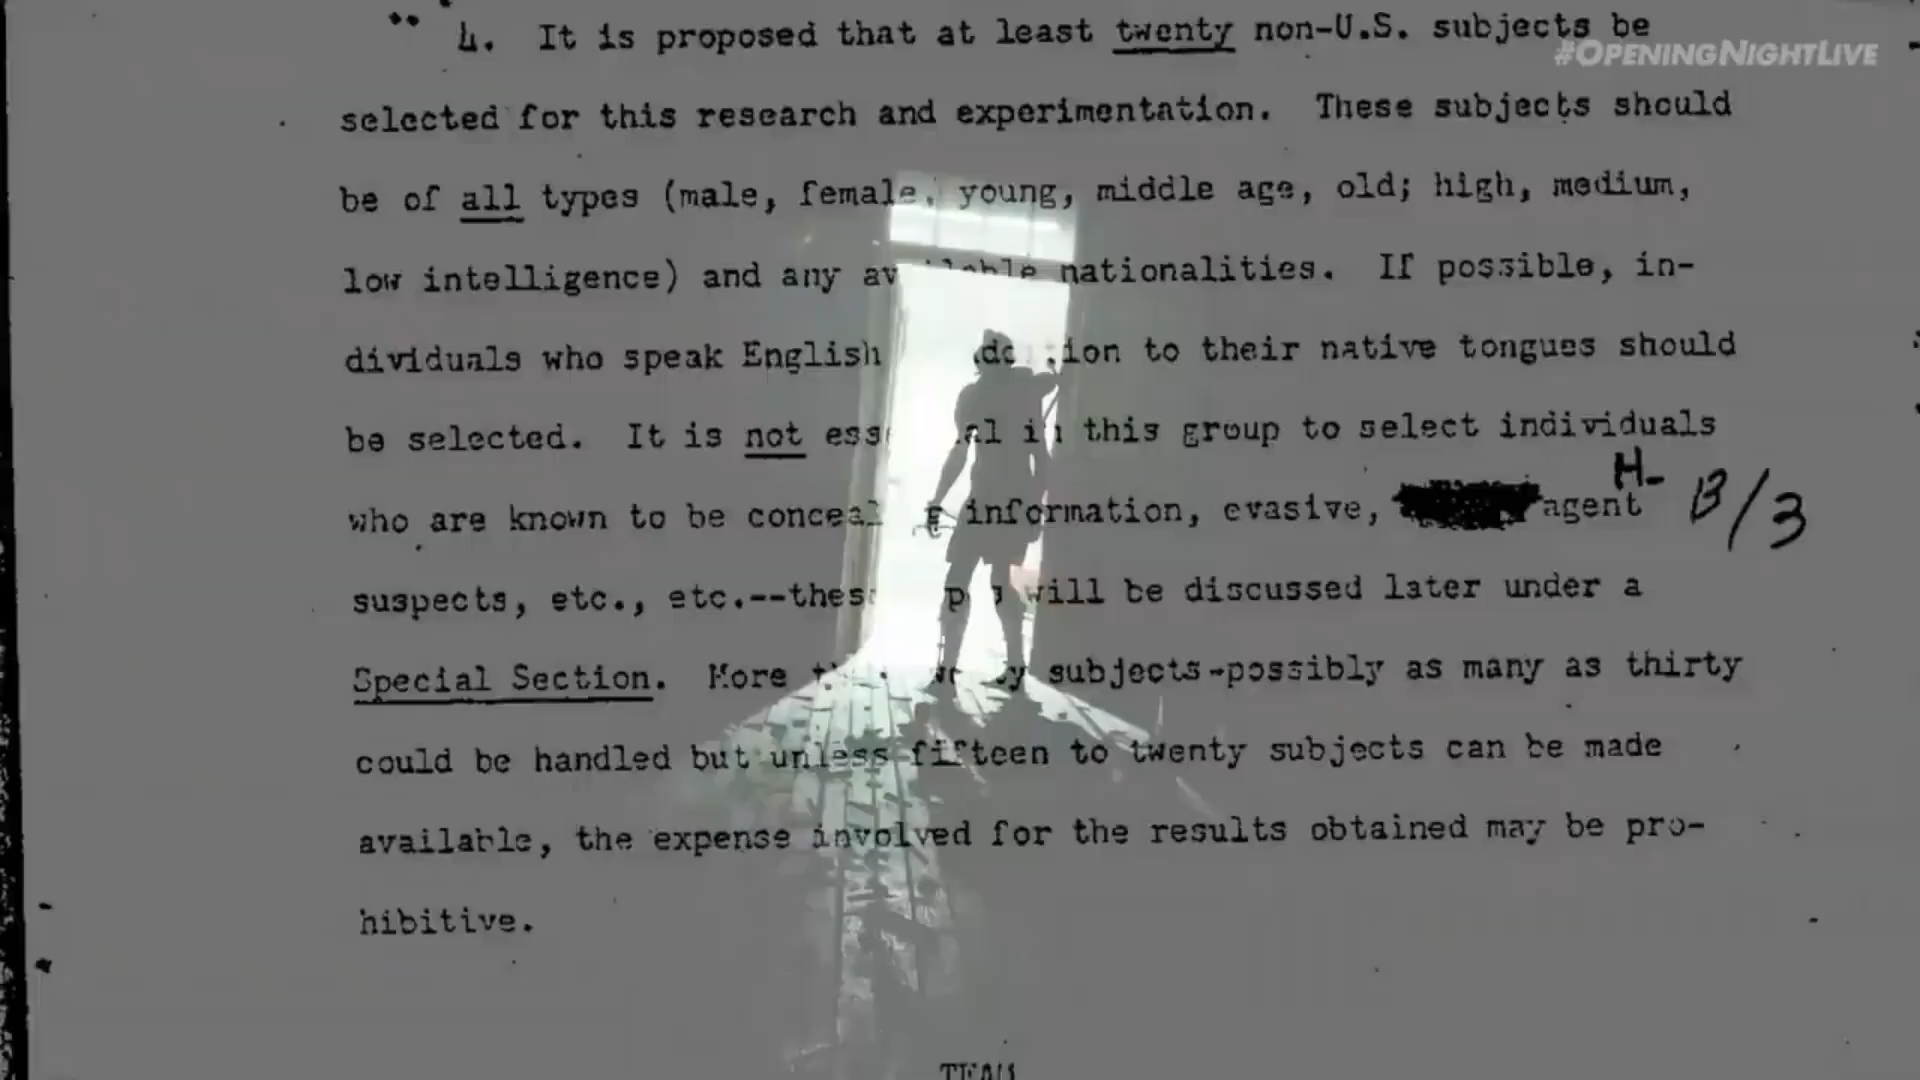 4. It is proposed that at least twenty non-U.S. subjects be
#OPENINGNIGHTLIVE
selected for this research and experimentation. These subjects should
be of all types (male, female, young, middle age, old; high, medium,
low intelligence) and any available nationalities. If possible, in-
dividuals who speak English to their native tongues should
be selected. It is not essential in this group to select individuals
who are known to be concealing information, evasive, agent H- B/3
suspects, etc., etc.--these will be discussed later under a
Special Section. More subjects-possibly as many as thirty
could be handled but unless fifteen to twenty subjects can be made
available, the expense involved for the results obtained may be pro-
hibitive.